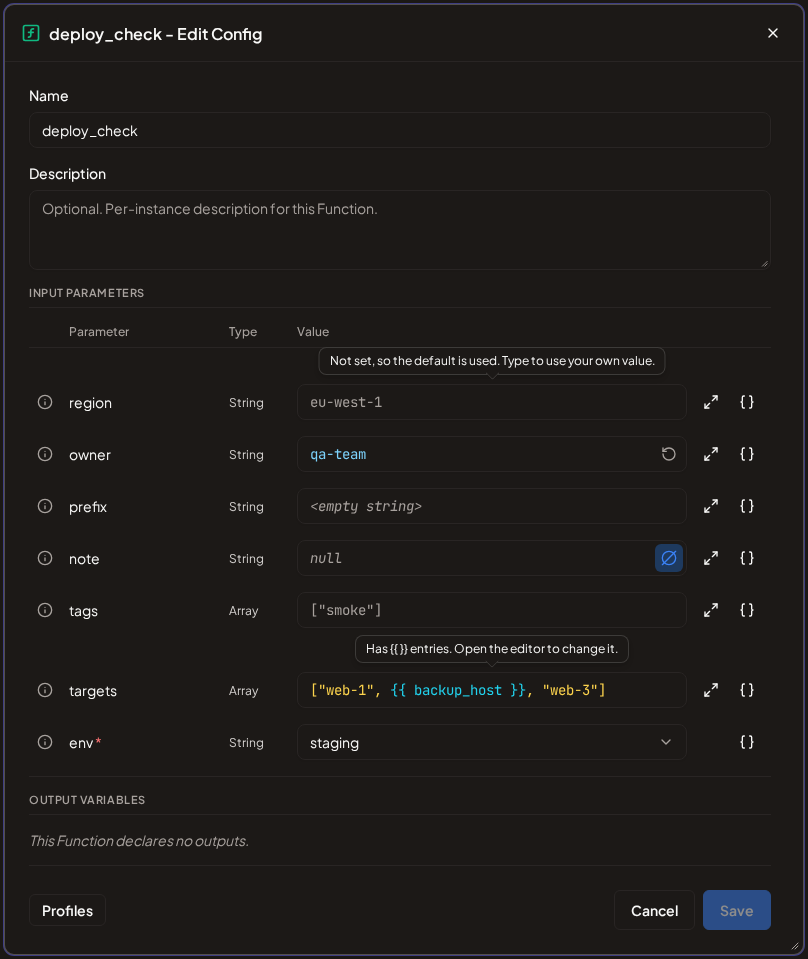 deploy_check - Edit Config
Name
deploy_check
Description
Optional. Per-instance description for this Function.
INPUT PARAMETERS
Parameter Type Value
Not set, so the default is used. Type to use your own value.
region String eu-west-1 { }
owner String qa-team { }
prefix String <empty string> { }
note String null { }
tags Array ["smoke"] { }
Has {{ }} entries. Open the editor to change it.
targets Array ["web-1", {{ backup_host }}, "web-3"] { }
env* String staging { }
OUTPUT VARIABLES
This Function declares no outputs.
Profiles Cancel Save